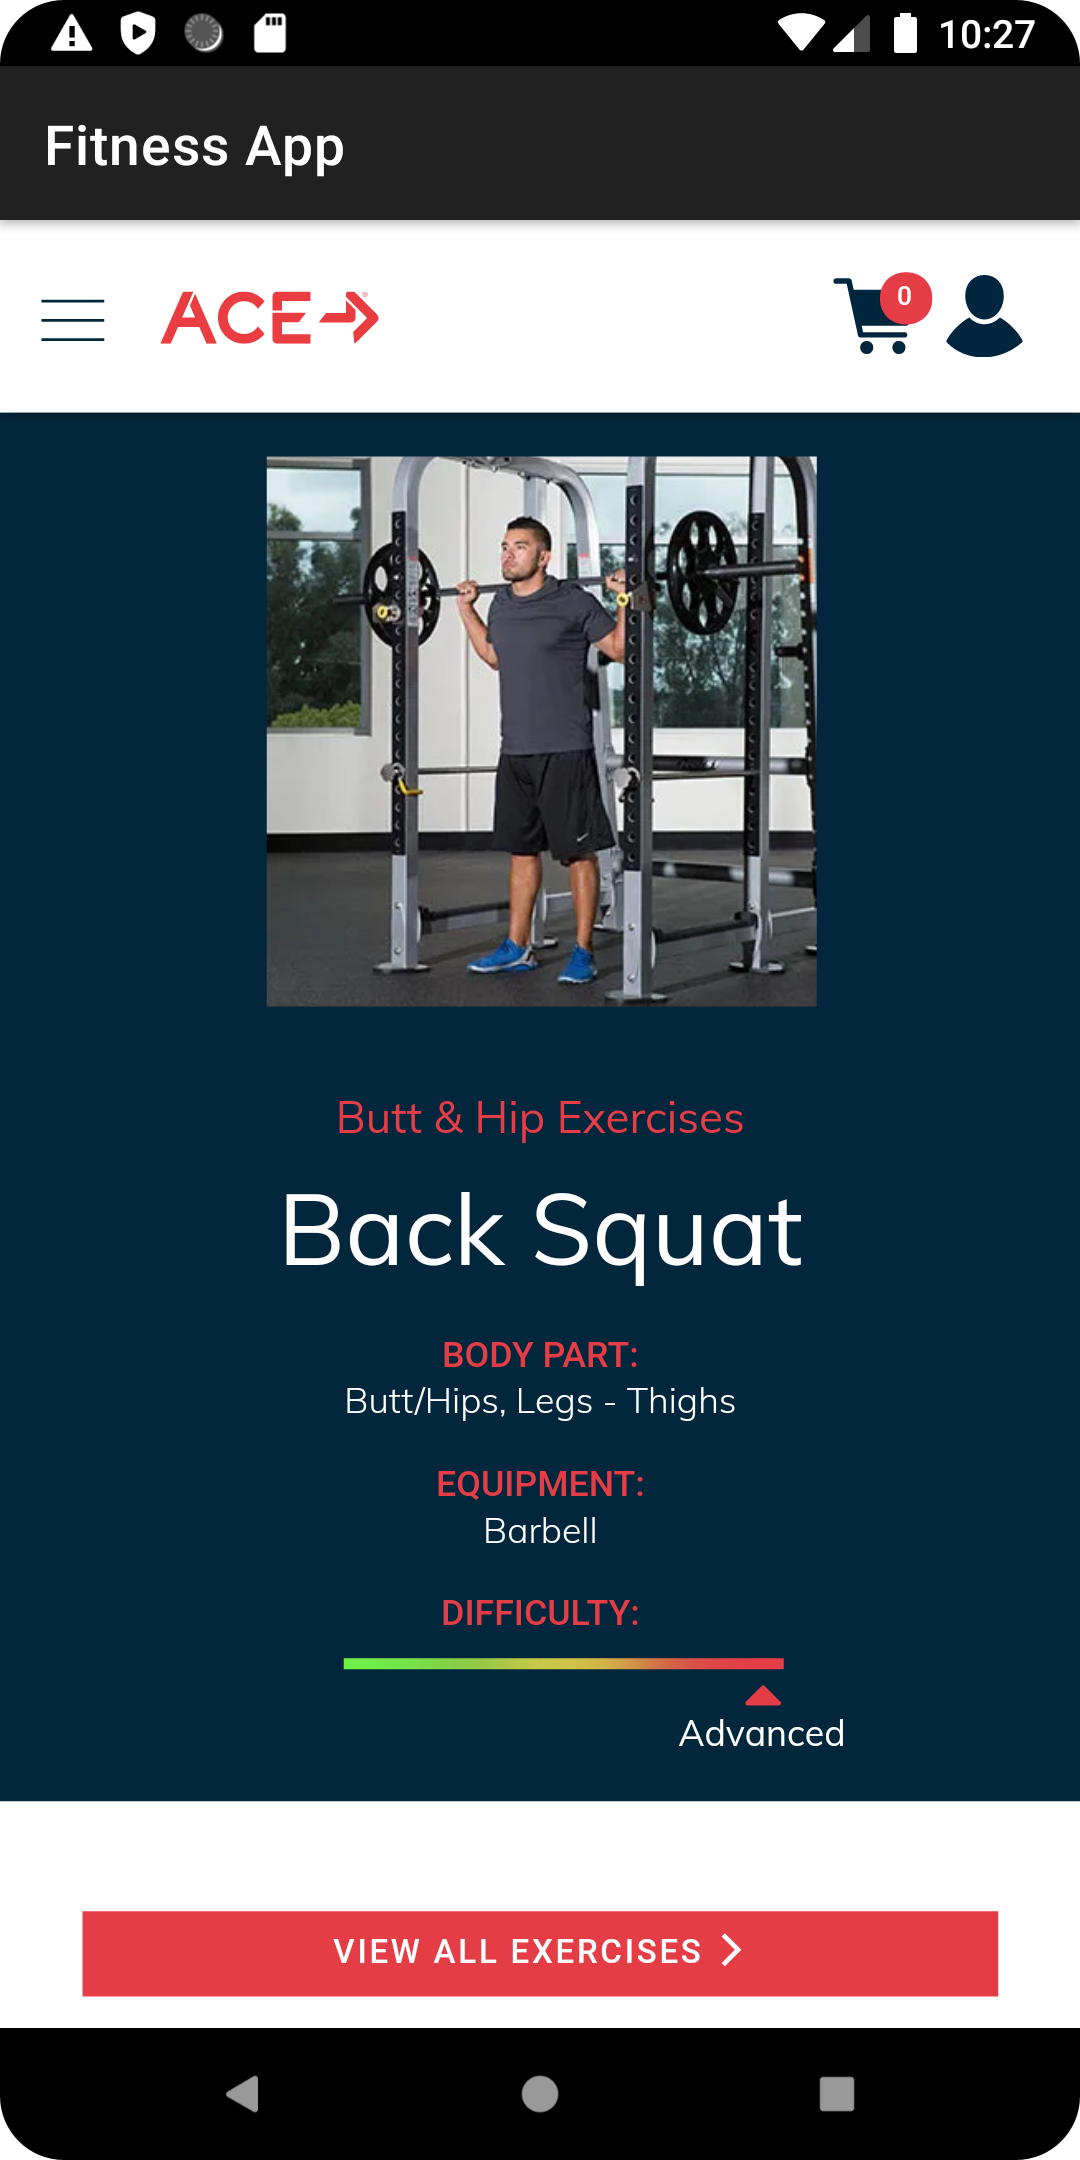 10:27
Fitness App
ACE
0
Butt & Hip Exercises
Back Squat
BODY PART:
Butt/Hips, Legs - Thighs
EQUIPMENT:
Barbell
DIFFICULTY:
Advanced
VIEW ALL EXERCISES